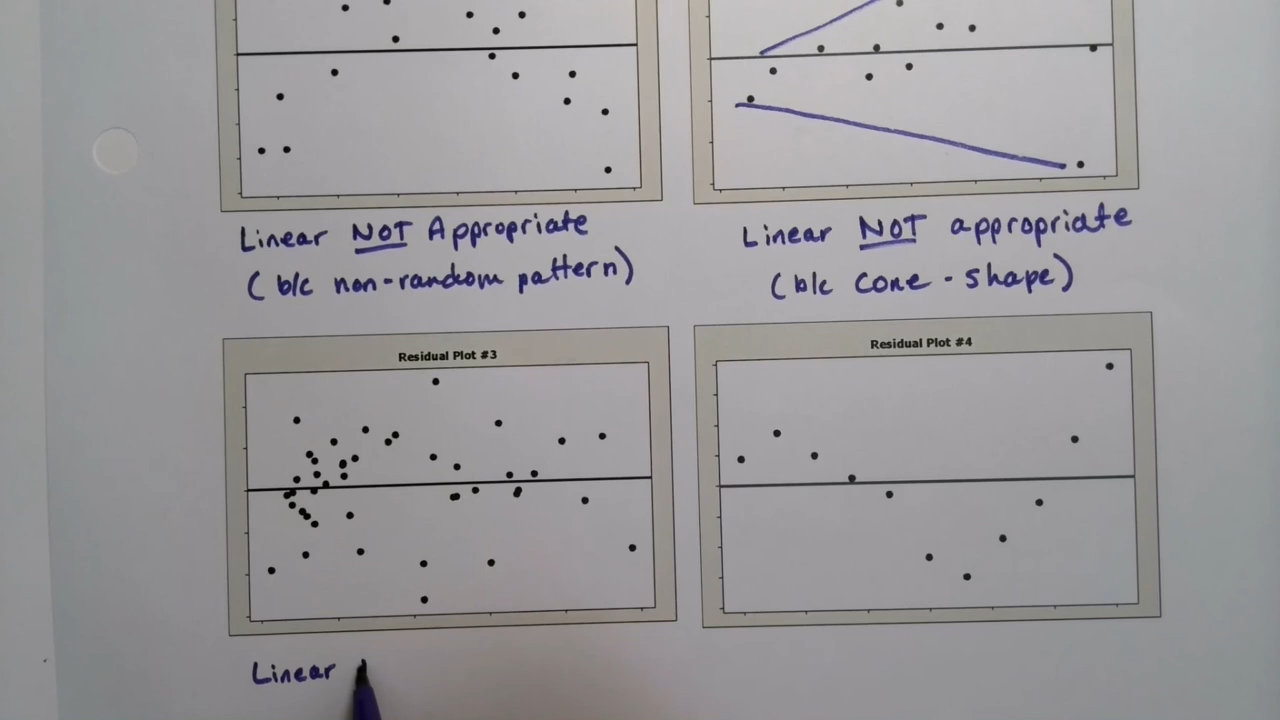 Linear NOT Appropriate
(b/c non-random pattern)
Linear NOT appropriate
(b/c cone-shape)
Residual Plot #3
Residual Plot #4
Linear